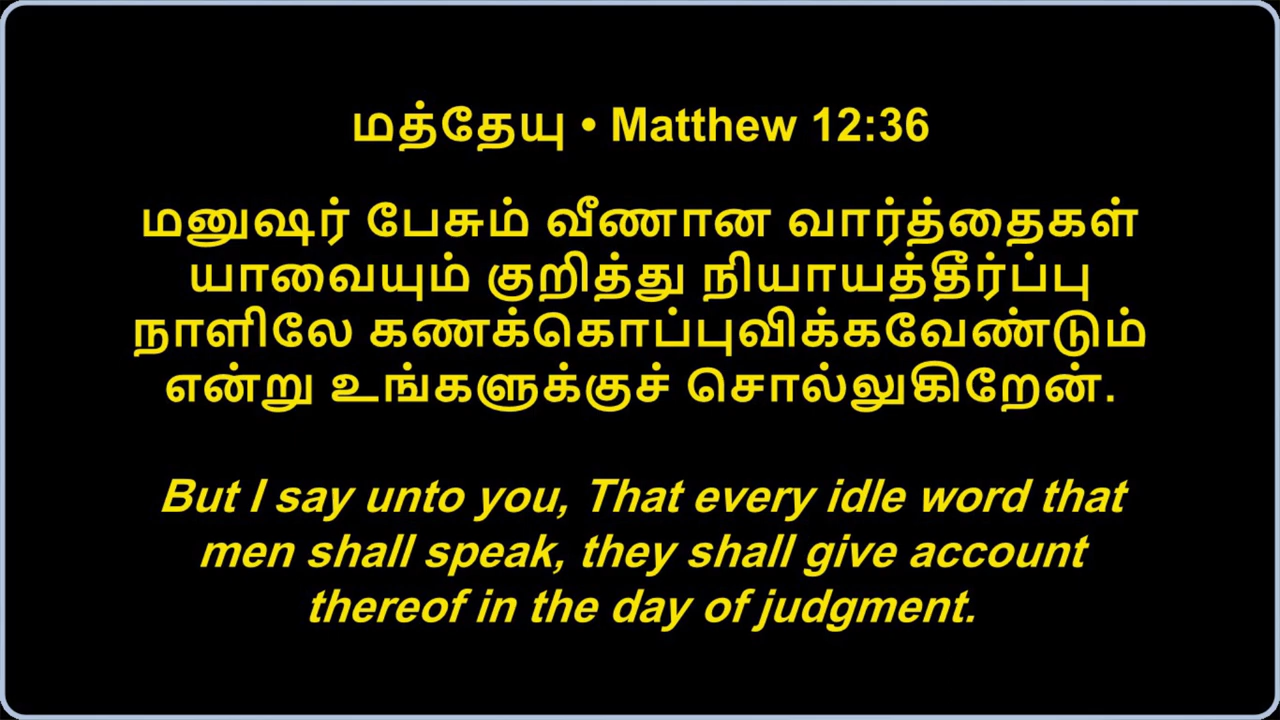 மத்தேயு • Matthew 12:36
மனுஷர் பேசும் வீணான வார்த்தைகள்
யாவையும் குறித்து நியாயத்தீர்ப்பு
நாளிலே கணக்கொப்புவிக்கவேண்டும்
என்று உங்களுக்குச் சொல்லுகிறேன்.
But I say unto you, That every idle word that
men shall speak, they shall give account
thereof in the day of judgment.